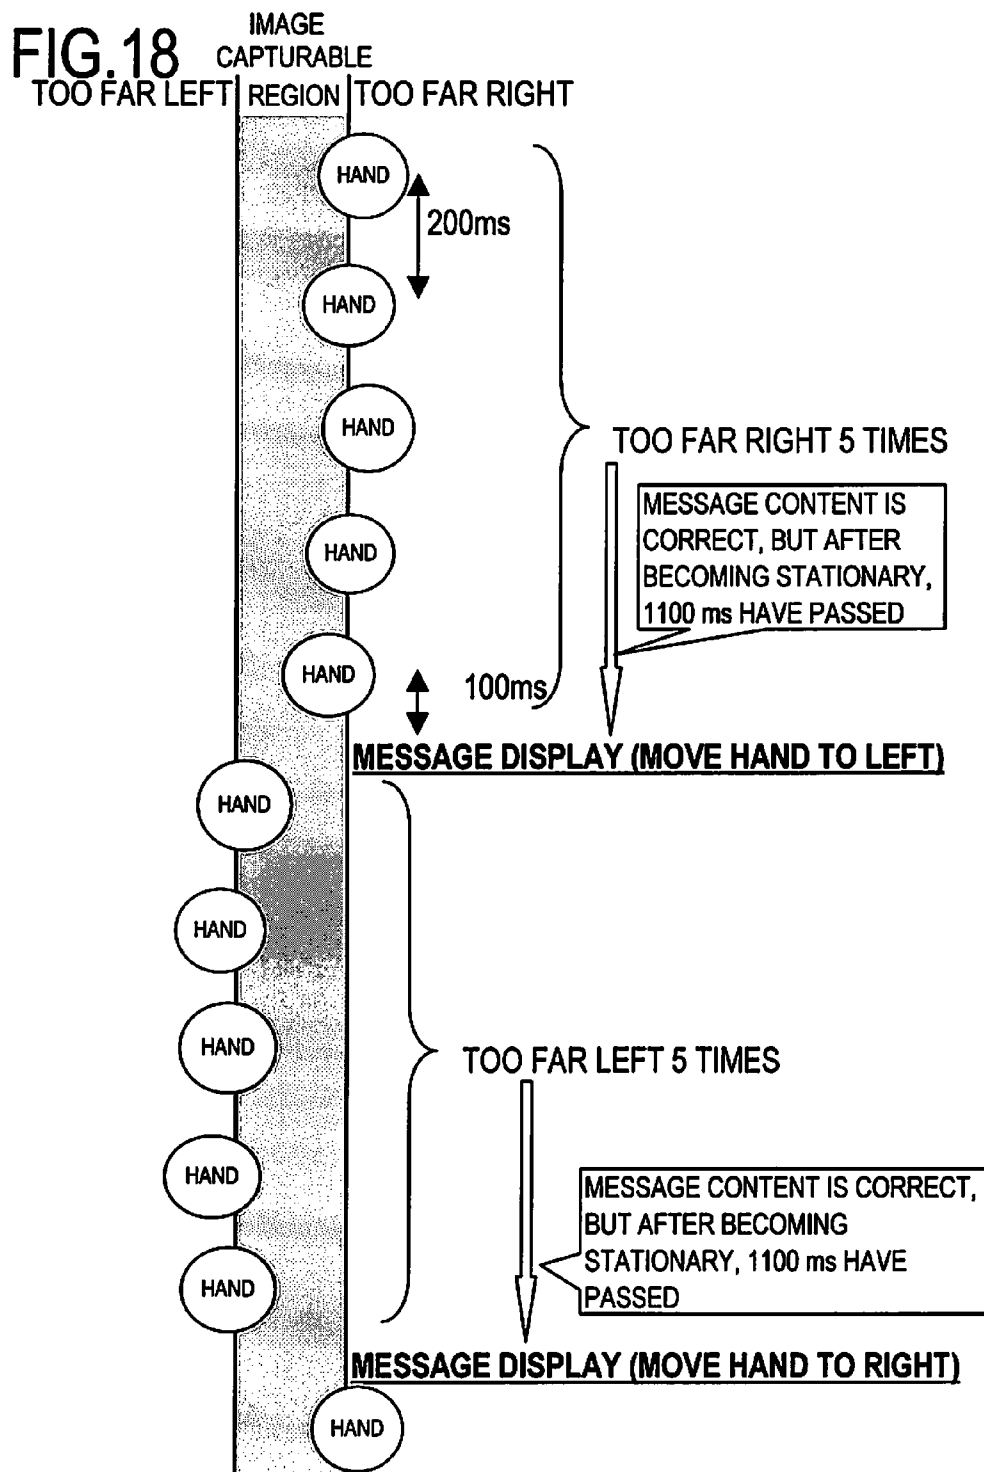 FIG.18
IMAGE
CAPTURABLE
TOO FAR LEFT
REGION
TOO FAR RIGHT
HAND
200ms
HAND
HAND
TOO FAR RIGHT 5 TIMES
MESSAGE CONTENT IS
CORRECT, BUT AFTER
BECOMING STATIONARY,
1100 ms HAVE PASSED
HAND
HAND
100ms
MESSAGE DISPLAY (MOVE HAND TO LEFT)
HAND
HAND
HAND
TOO FAR LEFT 5 TIMES
HAND
MESSAGE CONTENT IS CORRECT,
BUT AFTER BECOMING
STATIONARY, 1100 ms HAVE
PASSED
HAND
MESSAGE DISPLAY (MOVE HAND TO RIGHT)
HAND